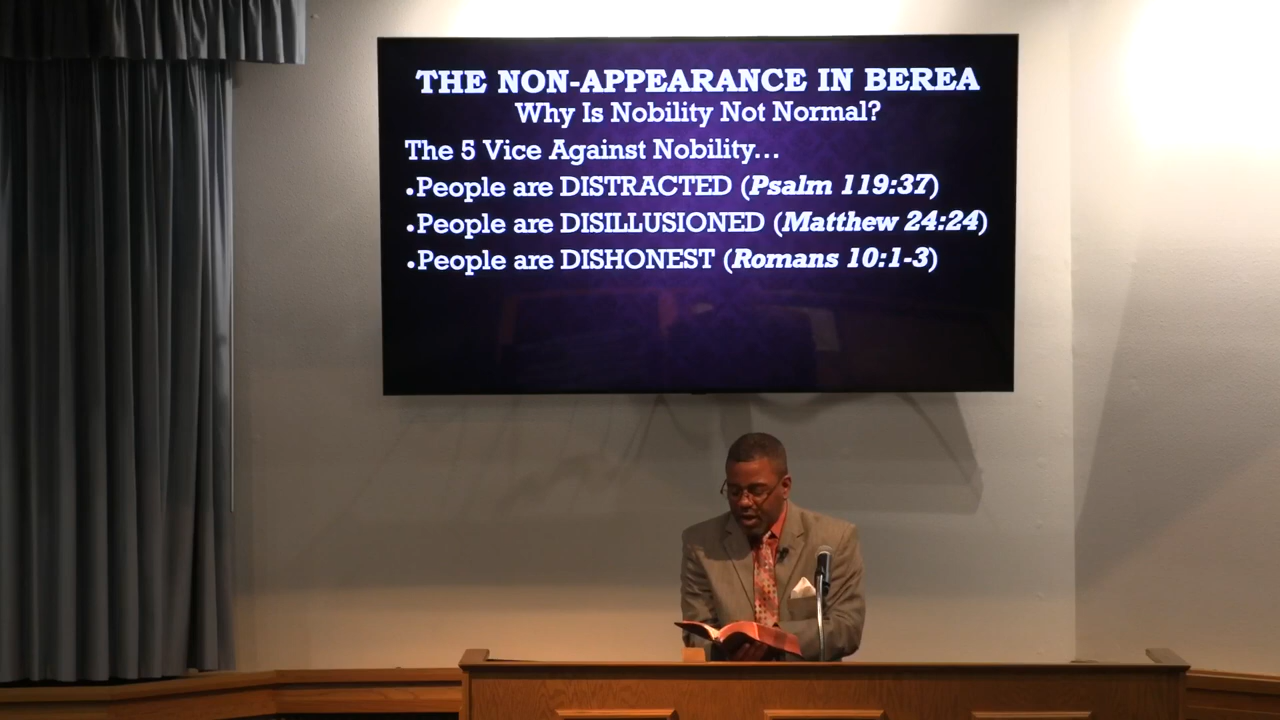 THE NON-APPEARANCE IN BEREA
Why Is Nobility Not Normal?
The 5 Vice Against Nobility...
•People are DISTRACTED (Psalm 119:37)
•People are DISILLUSIONED (Matthew 24:24)
•People are DISHONEST (Romans 10:1-3)